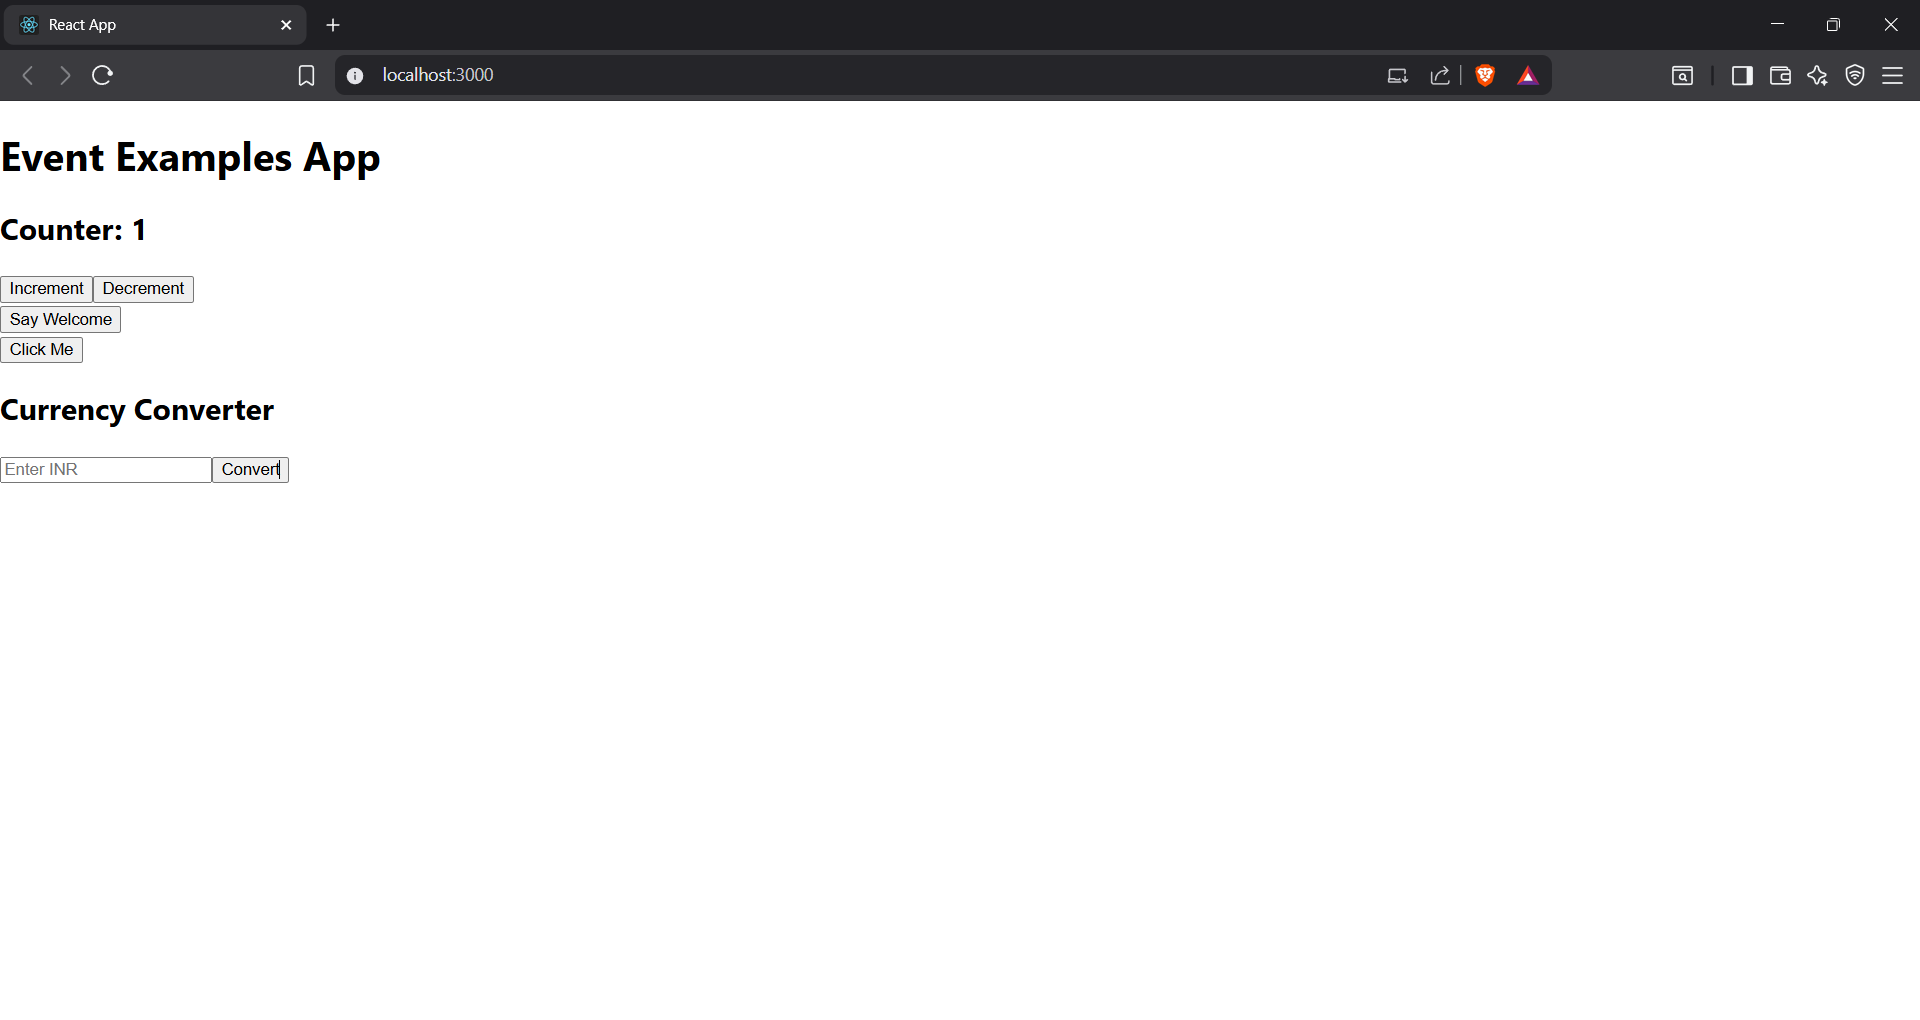 React App
localhost:3000
Event Examples App
Counter: 1
Increment Decrement
Say Welcome
Click Me
Currency Converter
Enter INR Convert